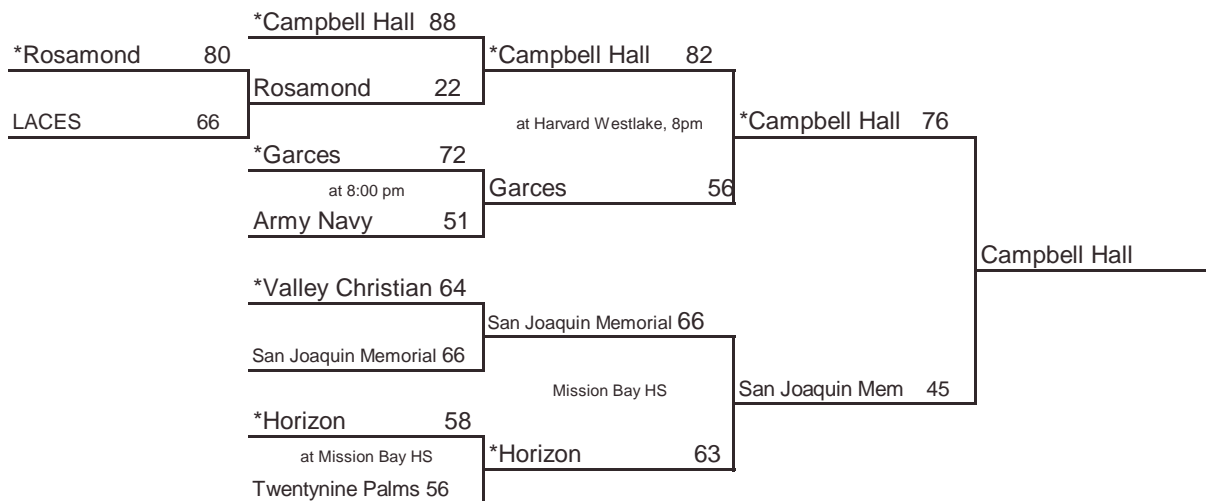 *Campbell Hall 88
*Rosamond 80
*Campbell Hall 82
Rosamond 22
LACES 66
at Harvard Westlake, 8pm
*Campbell Hall 76
*Garces 72
at 8:00 pm
Garces 56
Army Navy 51
Campbell Hall
*Valley Christian 64
San Joaquin Memorial 66
San Joaquin Memorial 66
Mission Bay HS
San Joaquin Mem 45
*Horizon 58
at Mission Bay HS
*Horizon 63
Twentynine Palms 56